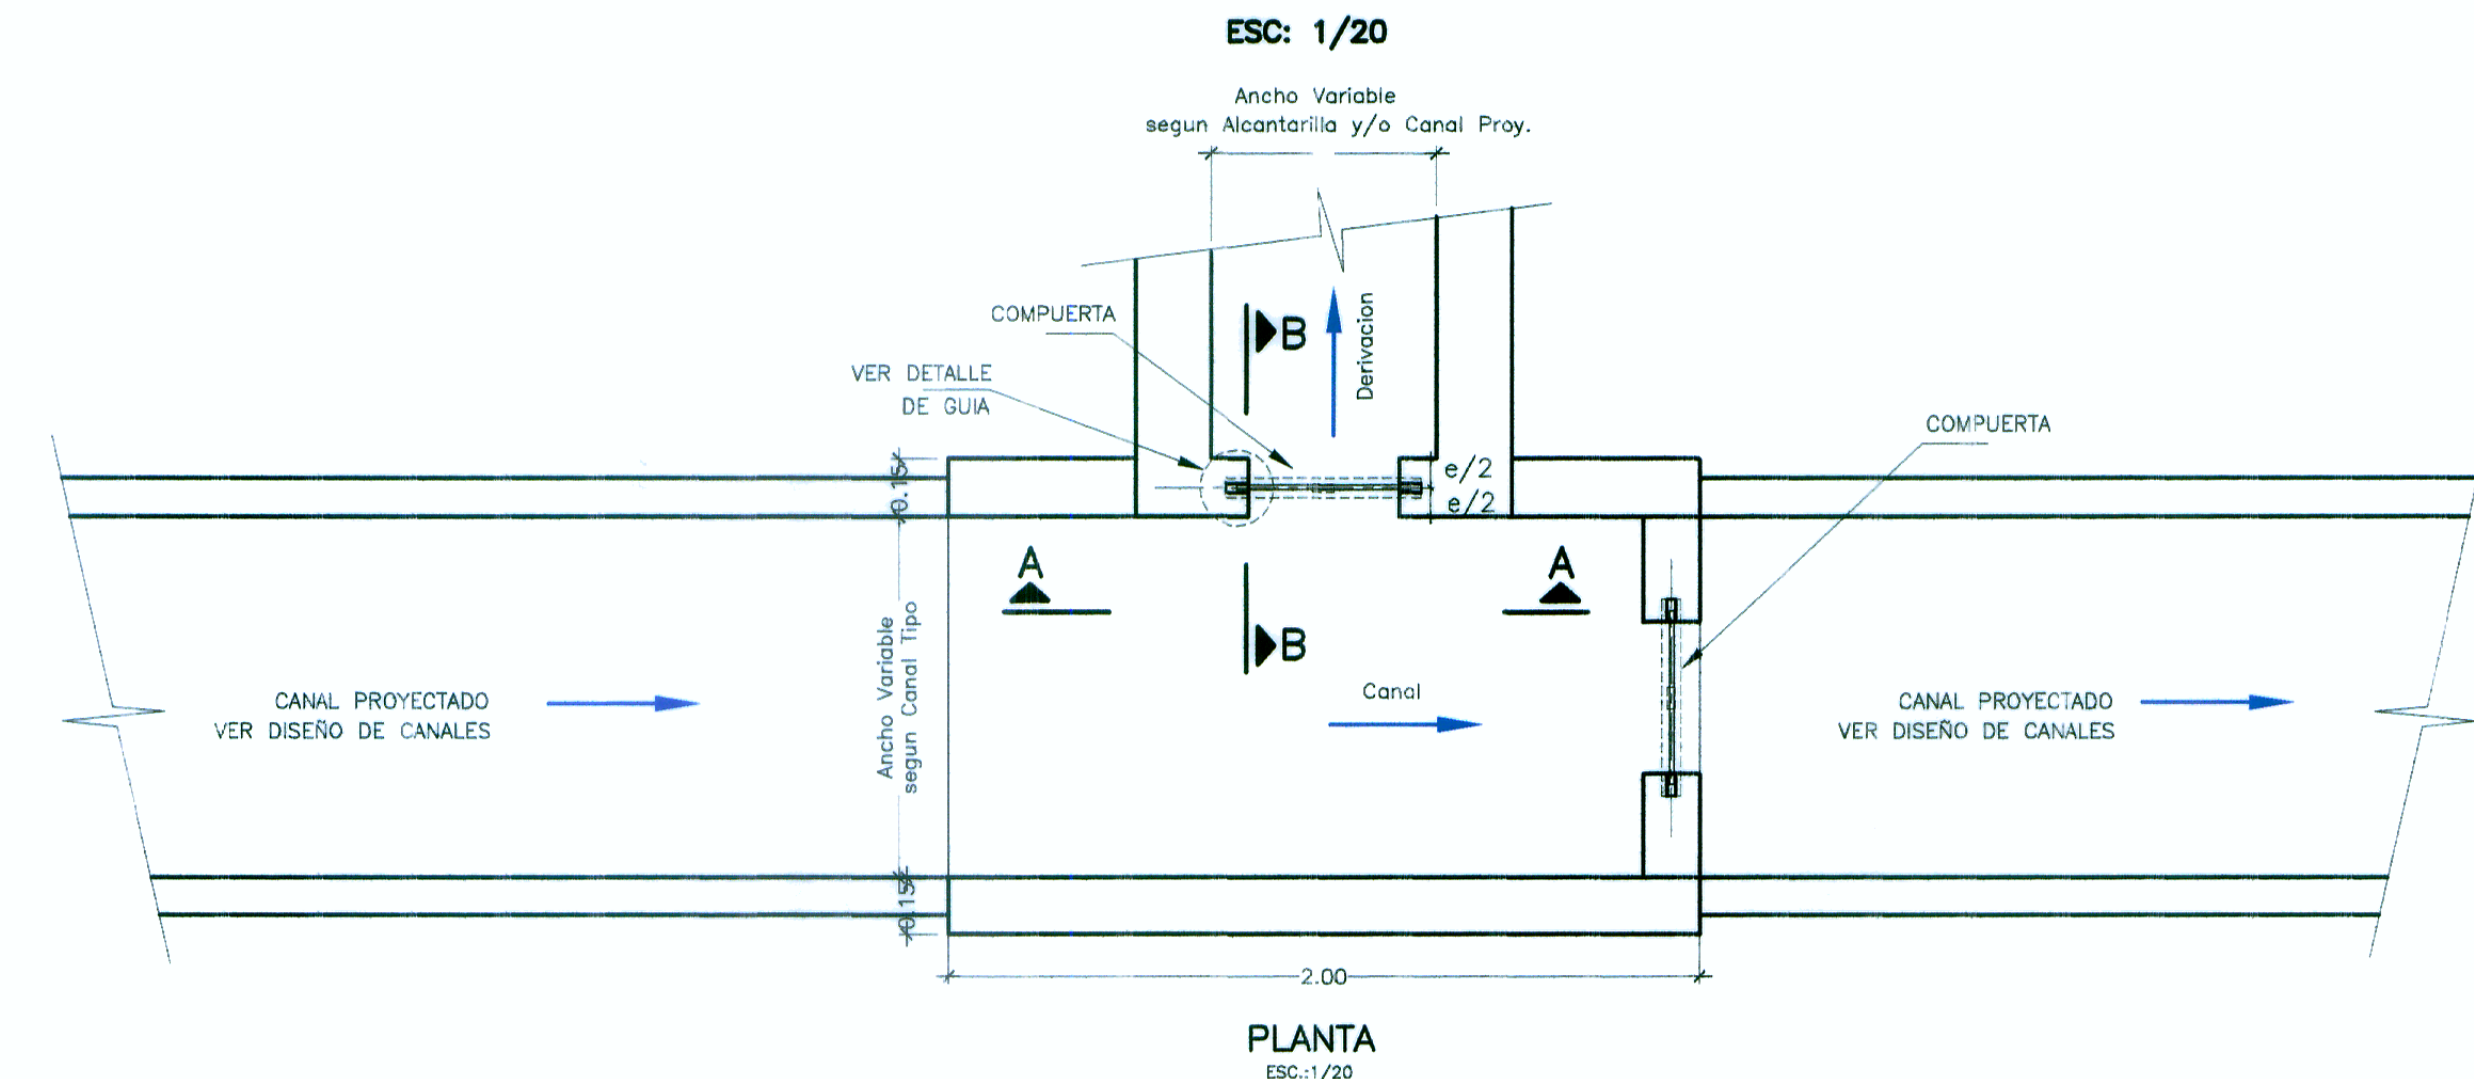 ESC: 1/20
Ancho Variable
segun Alcantarilla y/o Canal Proy.
COMPUERTA
B
Derivacion
VER DETALLE
DE GUIA
COMPUERTA
0.15
e/2
e/2
A
A
B
Ancho Variable
segun Canal Tipo
Canal
CANAL PROYECTADO
VER DISEÑO DE CANALES
CANAL PROYECTADO
VER DISEÑO DE CANALES
0.15
2.00
PLANTA
ESC.:1/20